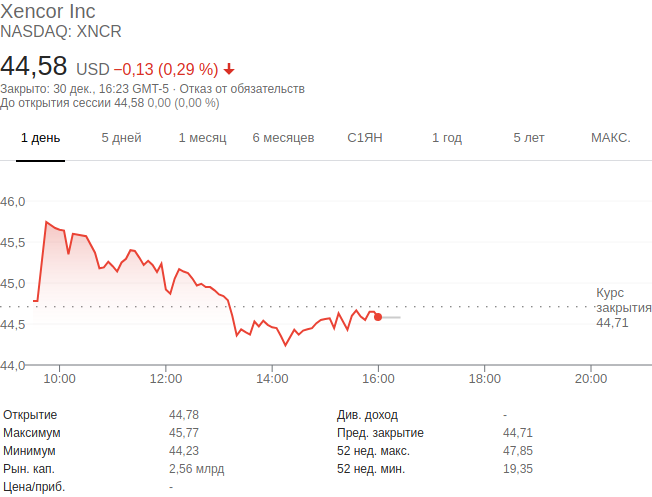 Xencor Inc
NASDAQ: XNCR
44,58 USD −0,13 (0,29 %)
Закрыто: 30 дек., 16:23 GMT-5 · Отказ от обязательств
До открытия сессии 44,58 0,00 (0,00 %)
1 день 5 дней 1 месяц 6 месяцев С1ЯН 1 год 5 лет МАКС.
46,0
45,5
45,0
Курс
закрытия
44,71
44,5
44,0
10:00 12:00 14:00 16:00 18:00 20:00
Открытие 44,78 Див. доход -
Максимум 45,77 Пред. закрытие 44,71
Минимум 44,23 52 нед. макс. 47,85
Рын. кап. 2,56 млрд 52 нед. мин. 19,35
Цена/приб. -